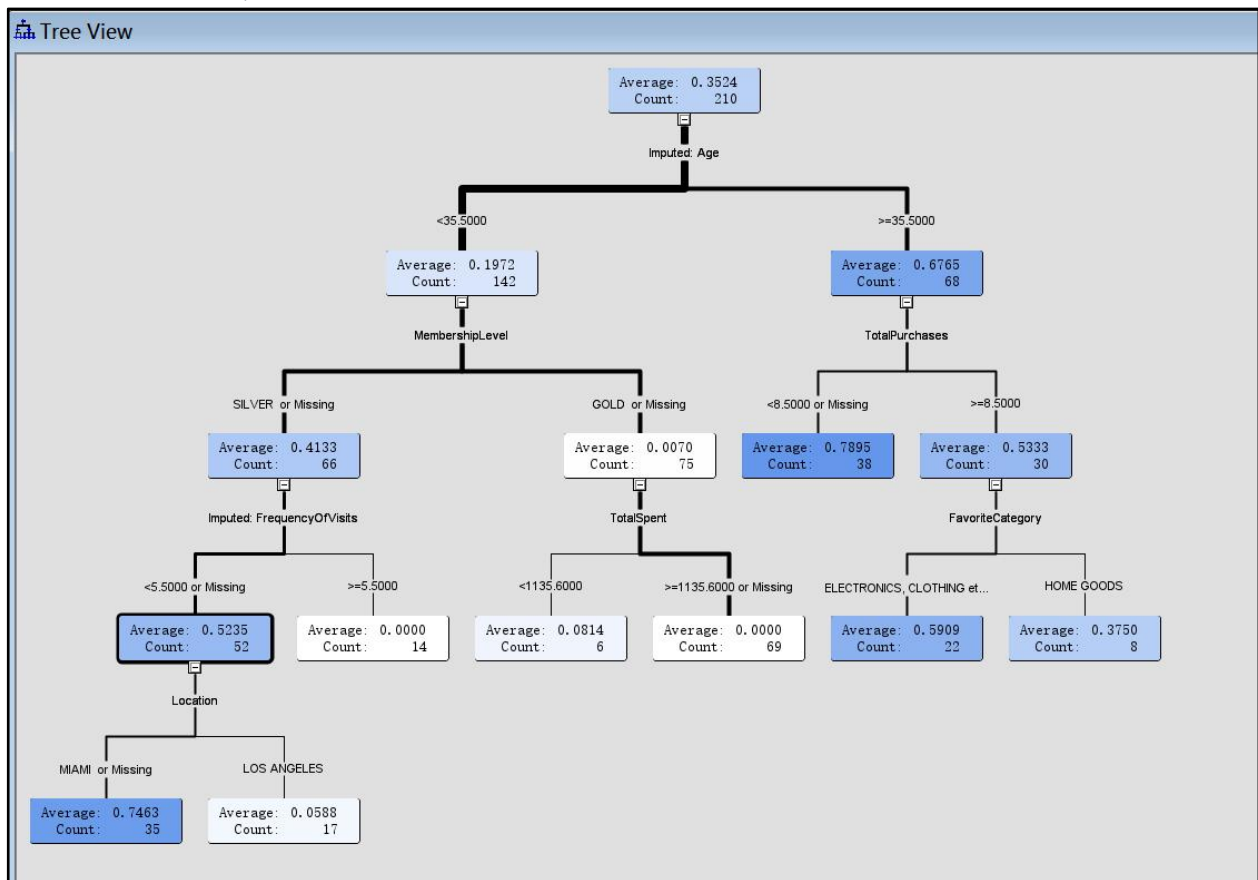 Tree View
Average: 0.3524
Count: 210
Imputed: Age
<35.5000
>=35.5000
Average: 0.1972
Count: 142
Average: 0.6765
Count: 68
MembershipLevel
TotalPurchases
SILVER or Missing
GOLD or Missing
<8.5000 or Missing
>=8.5000
Average: 0.4133
Count: 66
Average: 0.0070
Count: 75
Average: 0.7895
Count: 38
Average: 0.5333
Count: 30
Imputed: FrequencyOfVisits
TotalSpent
FavoriteCategory
<5.5000 or Missing
>=5.5000
<1135.6000
>=1135.6000 or Missing
ELECTRONICS, CLOTHING et...
HOME GOODS
Average: 0.5235
Count: 52
Average: 0.0000
Count: 14
Average: 0.0814
Count: 6
Average: 0.0000
Count: 69
Average: 0.5909
Count: 22
Average: 0.3750
Count: 8
Location
MIAMI or Missing
LOS ANGELES
Average: 0.7463
Count: 35
Average: 0.0588
Count: 17